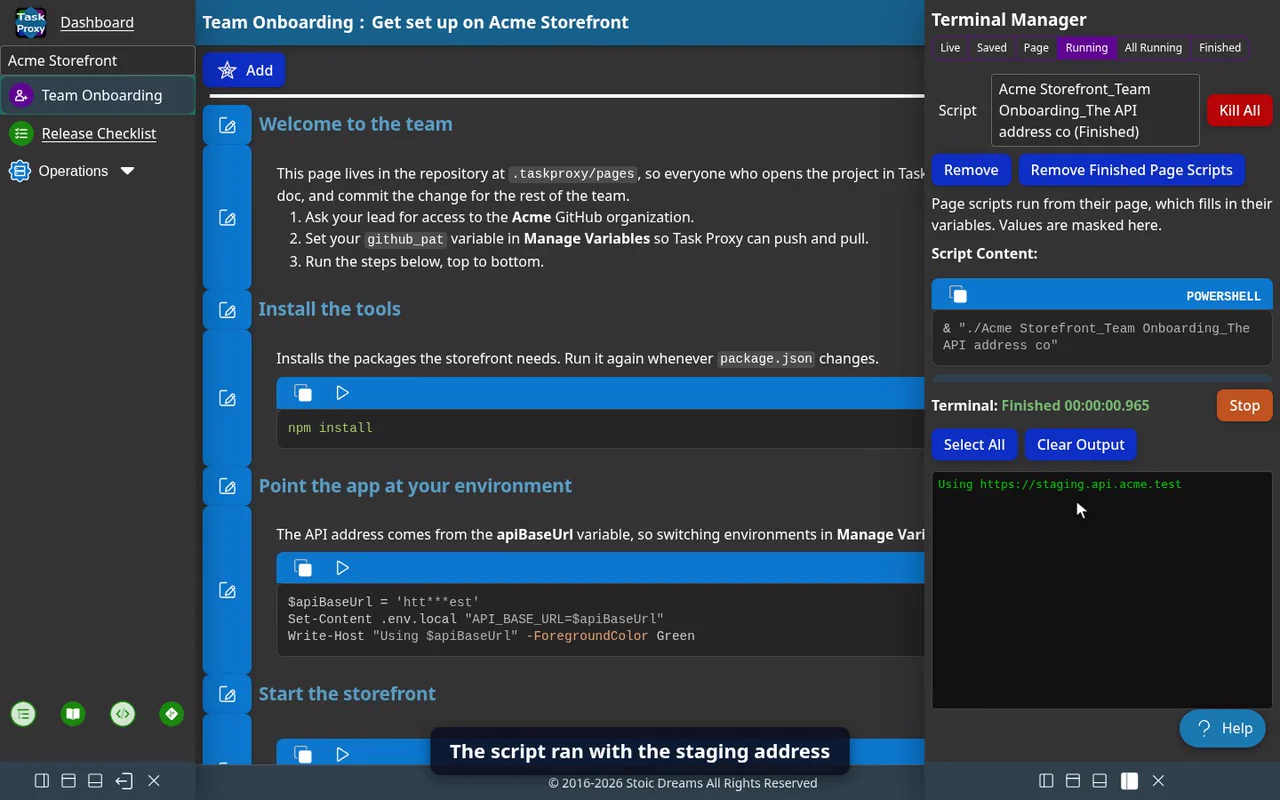 Task Proxy
Dashboard
Acme Storefront
Team Onboarding
Release Checklist
Operations
Team Onboarding : Get set up on Acme Storefront
Add
Welcome to the team
This page lives in the repository at .taskproxy/pages, so everyone who opens the project in Task
doc, and commit the change for the rest of the team.
1. Ask your lead for access to the Acme GitHub organization.
2. Set your github_pat variable in Manage Variables so Task Proxy can push and pull.
3. Run the steps below, top to bottom.
Install the tools
Installs the packages the storefront needs. Run it again whenever package.json changes.
npm install
Point the app at your environment
The API address comes from the apiBaseUrl variable, so switching environments in Manage Vari
$apiBaseUrl = 'htt***est'
Set-Content .env.local "API_BASE_URL=$apiBaseUrl"
Write-Host "Using $apiBaseUrl" -ForegroundColor Green
Start the storefront
The script ran with the staging address
© 2016-2026 Stoic Dreams All Rights Reserved
Terminal Manager
Live Saved Page Running All Running Finished
Script
Acme Storefront_Team
Onboarding_The API
address co (Finished)
Kill All
Remove
Remove Finished Page Scripts
Page scripts run from their page, which fills in their
variables. Values are masked here.
Script Content:
POWERSHELL
& "./Acme Storefront_Team Onboarding_The
API address co"
Terminal: Finished 00:00:00.965
Stop
Select All
Clear Output
Using https://staging.api.acme.test
Help